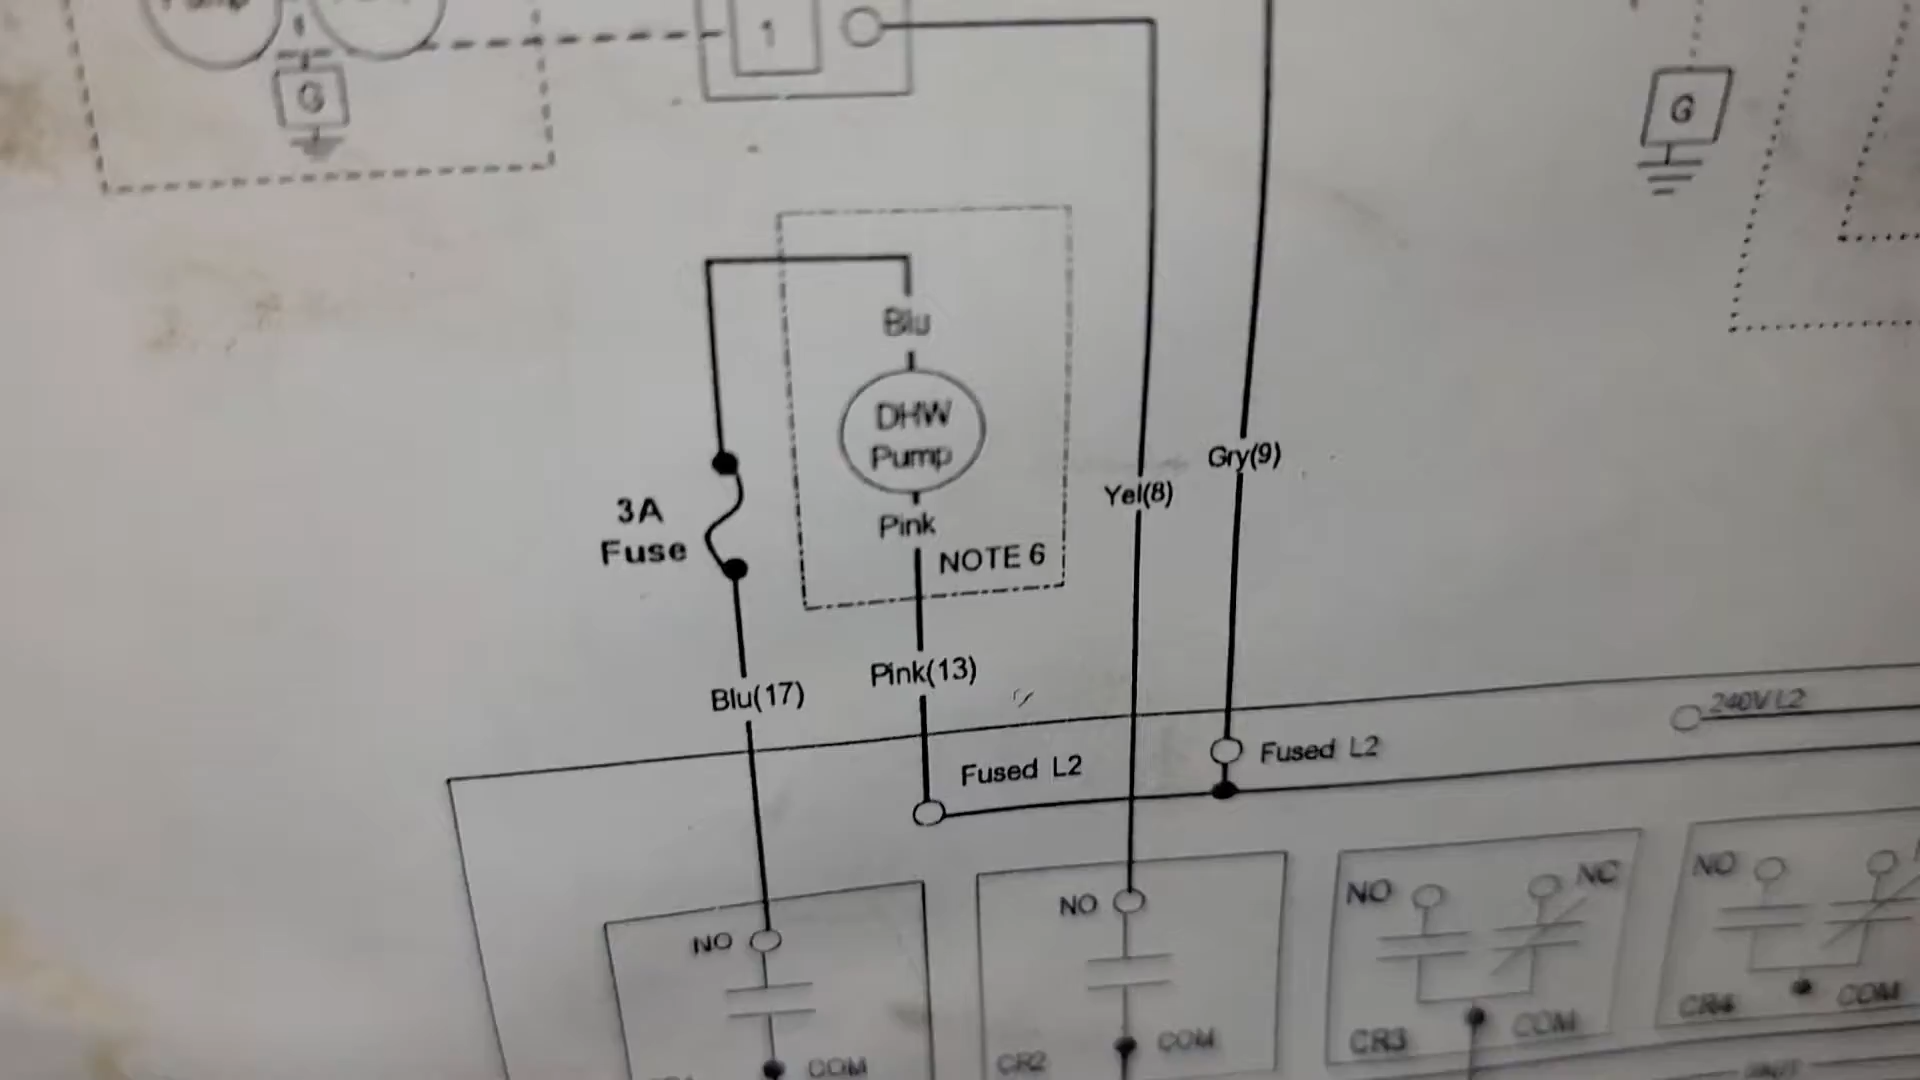 1
G
G
Blu
DHW
Pump
Pink
NOTE 6
3A
Fuse
Gry(9)
Yel(8)
Pink(13)
Blu(17)
240V L2
Fused L2
Fused L2
NO
NO
NO
NC
NO
COM
CR2
COM
CR3
COM
CR4
COM